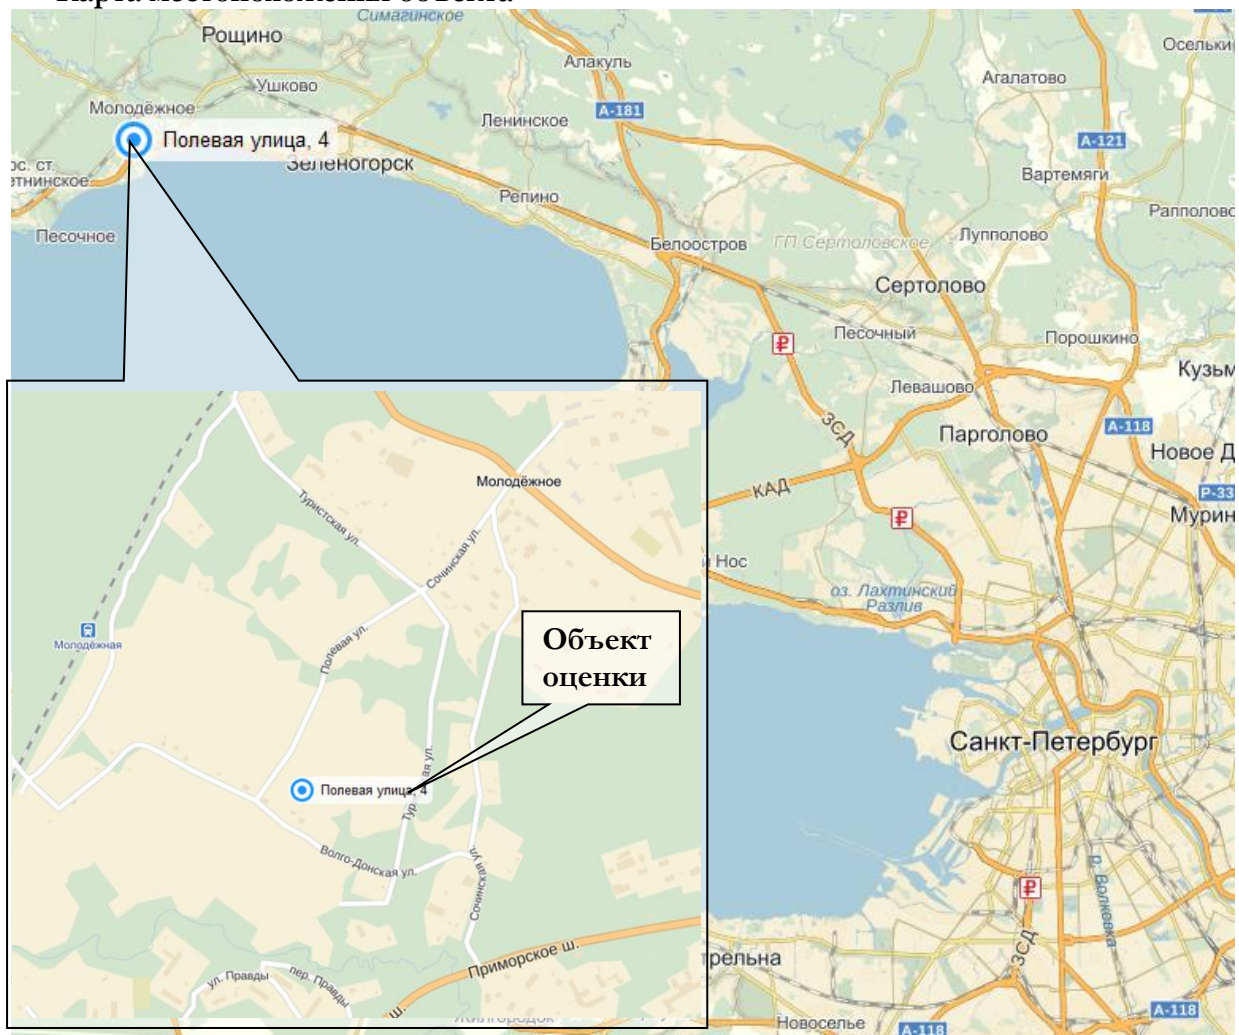 Карта местоположения объекта
Симагинское
Рощино
Осельки
Алакуль
Агалатово
Ушково
Молодёжное
Ленинское
А-181
Полевая улица, 4
А-121
Зеленогорск
Вартемяги
Репино
Рапполово
Песочное
Белоостров
ГП Сертоловское
Лупполово
Сертолово
Песочный
Порошкино
₽
Кузьм
Левашово
ЗСД
Парголово
А-118
Новое Д
КАД
Р-33
Мурин
₽
й Нос
оз. Лахтинский
Разлив
Санкт-Петербург
₽
р. Волковка
ЗСД
трельна
Новоселье
А-118
А-118
Молодёжное
Туристская ул.
Сочинская ул.
Полевая ул.
Молодёжная
Объект
оценки
Полевая улица, 4
Волго-Донская ул.
Сочинская ул.
Приморское ш.
ул. Правды
пер. Правды
ш.